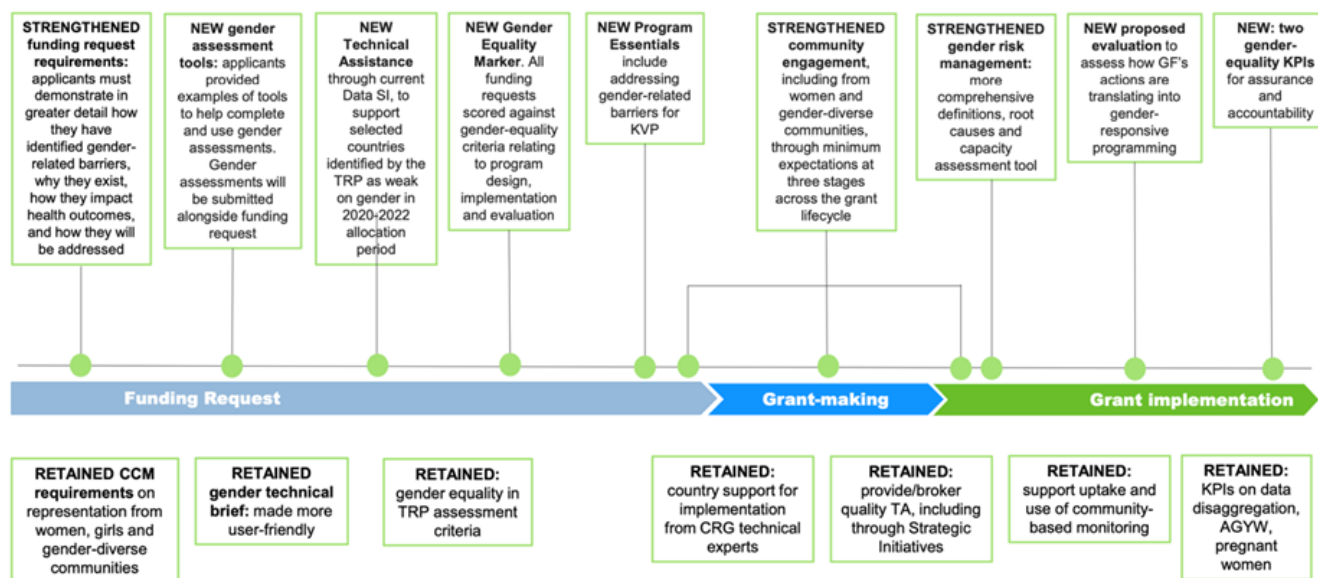 STRENGTHENED
funding request
requirements:
applicants must
demonstrate in
greater detail how
they have
identified gender-
related barriers,
why they exist,
how they impact
health outcomes,
and how they will
be addressed
NEW gender
assessment
tools: applicants
provided
examples of tools
to help complete
and use gender
assessments.
Gender
assessments will
be submitted
alongside funding
request
NEW
Technical
Assistance
through current
Data SI, to
support
selected
countries
identified by the
TRP as weak
on gender in
2020-2022
allocation
period
NEW Gender
Equality
Marker. All
funding
requests
scored against
gender-equality
criteria relating
to program
design,
implementation
and evaluation
NEW Program
Essentials
include
addressing
gender-related
barriers for
KVP
STRENGTHENED
community
engagement,
including from
women and
gender-diverse
communities,
through minimum
expectations at
three stages
across the grant
lifecycle
STRENGTHENED
gender risk
management:
more
comprehensive
definitions, root
causes and
capacity
assessment tool
NEW proposed
evaluation to
assess how GF's
actions are
translating into
gender-
responsive
programming
NEW: two
gender-
equality KPIs
for assurance
and
accountability
Funding Request
Grant-making
Grant implementation
RETAINED CCM
requirements on
representation from
women, girls and
gender-diverse
communities
RETAINED
gender technical
brief: made more
user-friendly
RETAINED:
gender equality in
TRP assessment
criteria
RETAINED:
country support for
implementation
from CRG technical
experts
RETAINED:
provide/broker
quality TA, including
through Strategic
Initiatives
RETAINED:
support uptake and
use of community-
based monitoring
RETAINED:
KPIs on data
disaggregation,
AGYW,
pregnant
women